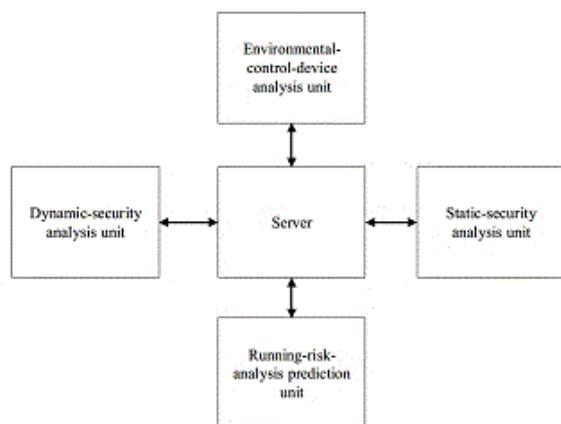 Environmental-
control-device
analysis unit
Dynamic-security
analysis unit
Server
Static-security
analysis unit
Running-risk-
analysis prediction
unit